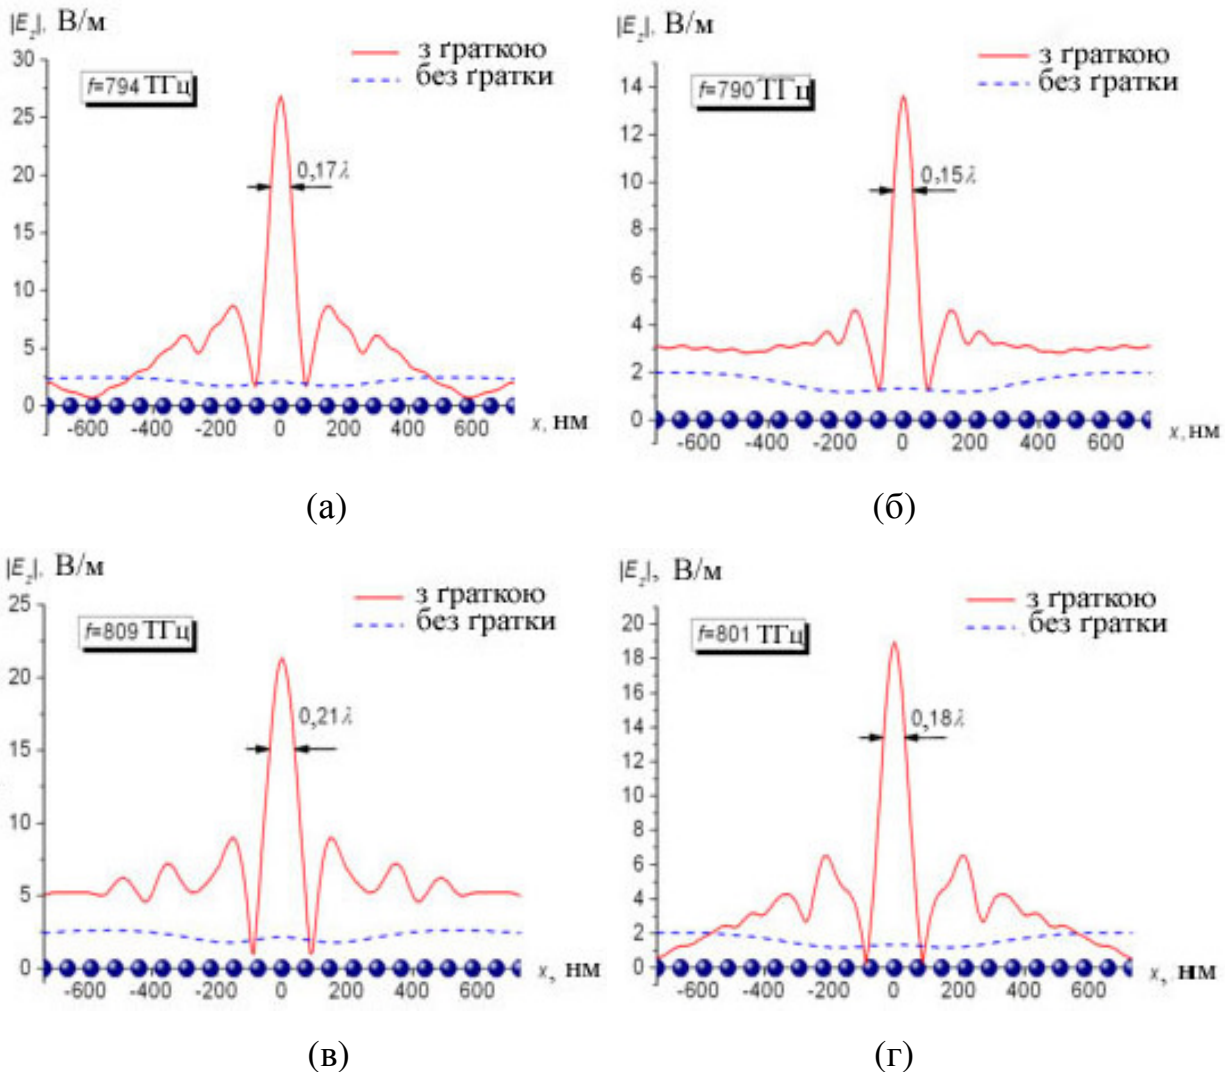 |E_z|, В/м
з ґраткою
без ґратки
f=794 ТГц
30
25
20
15
10
5
0
0,17λ
-600 -400 -200 0 200 400 600
x, нм
(а)
|E_z|, В/м
з ґраткою
без ґратки
f=790 ТГц
14
12
10
8
6
4
2
0
0,15λ
-600 -400 -200 0 200 400 600
x, нм
(б)
|E_z|, В/м
з ґраткою
без ґратки
f=809 ТГц
25
20
15
10
5
0
0,21λ
-600 -400 -200 0 200 400 600
x, нм
(в)
|E_z|, В/м
з ґраткою
без ґратки
f=801 ТГц
20
18
16
14
12
10
8
6
4
2
0
0,18λ
-600 -400 -200 0 200 400 600
x, нм
(г)